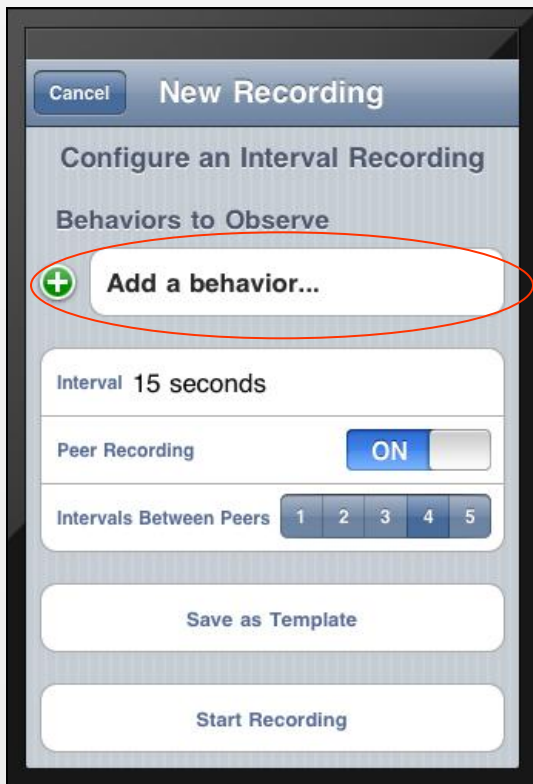 Cancel New Recording
Configure an Interval Recording
Behaviors to Observe
Add a behavior...
Interval 15 seconds
Peer Recording ON
Intervals Between Peers 1 2 3 4 5
Save as Template
Start Recording